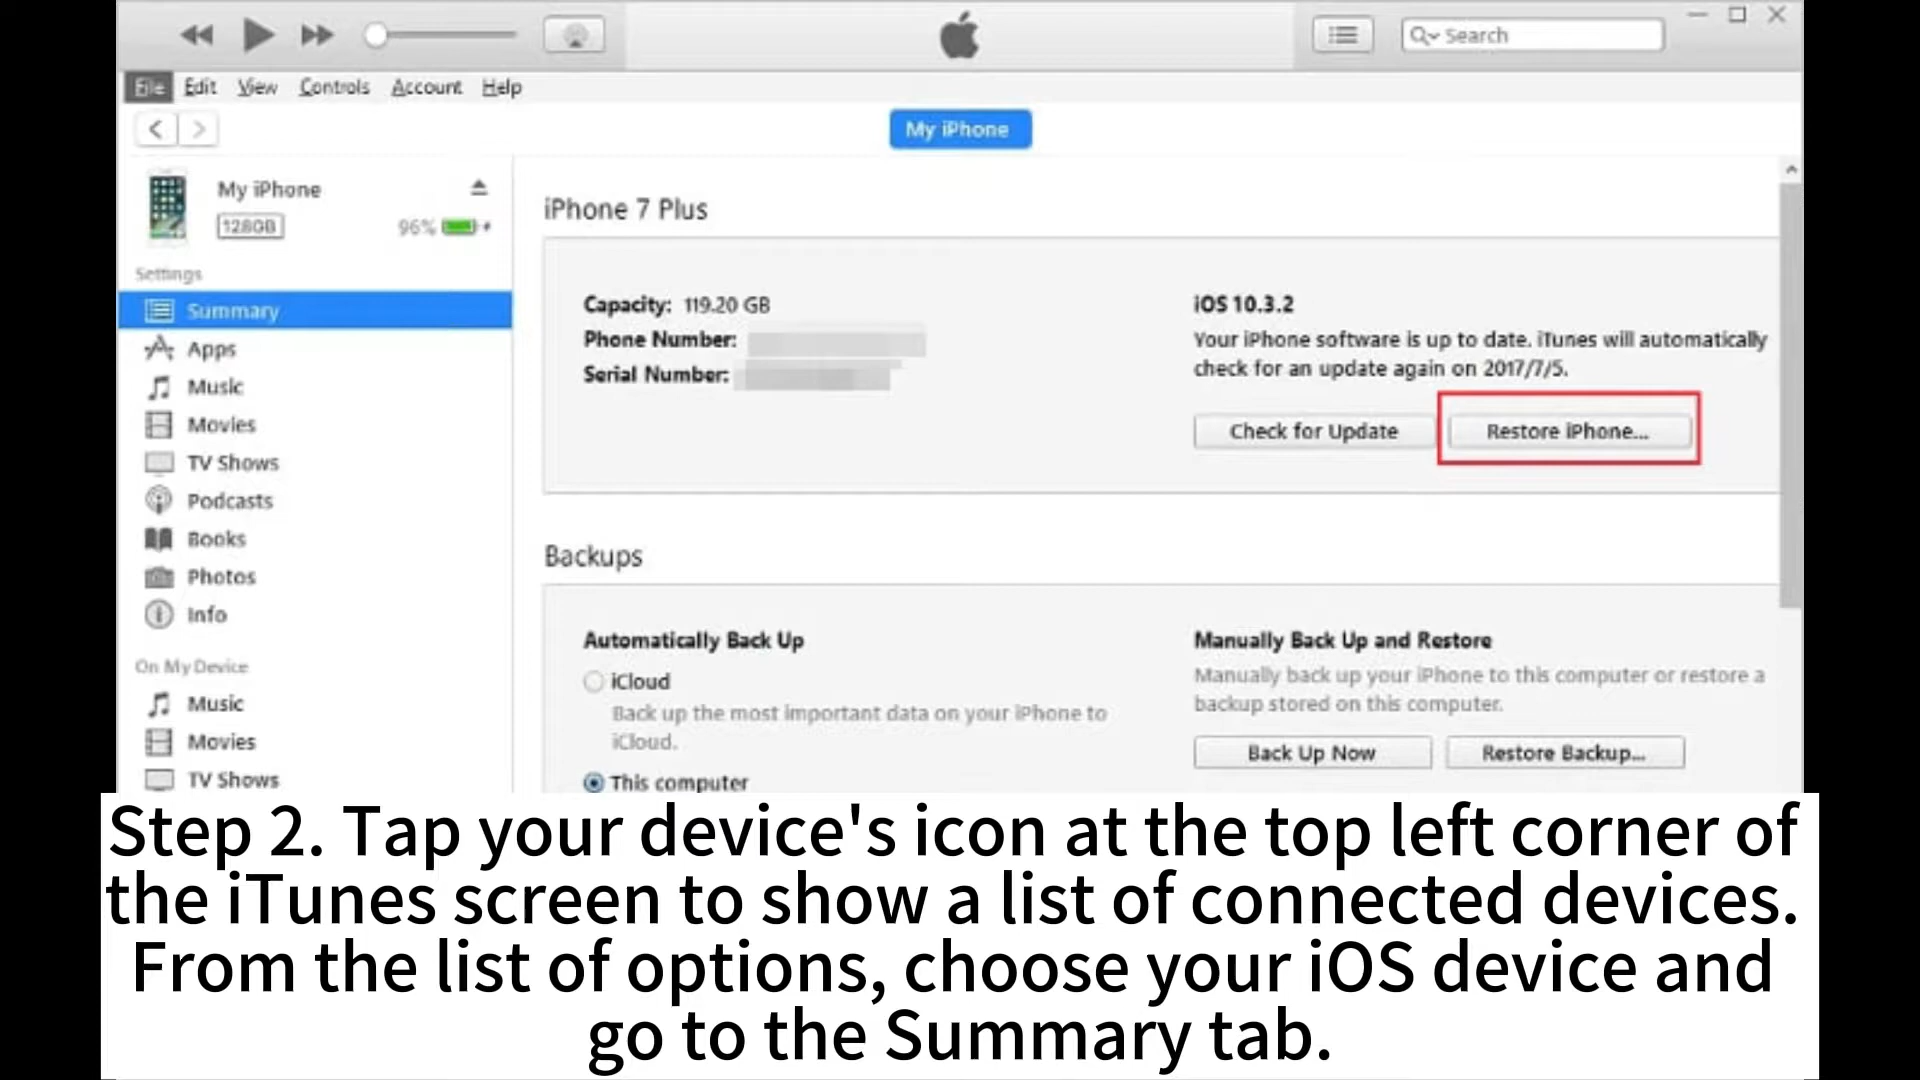 Search
File Edit View Controls Account Help
My iPhone
My iPhone
128GB 96%
Settings
Summary
Apps
Music
Movies
TV Shows
Podcasts
Books
Photos
Info
On My Device
Music
Movies
TV Shows
iPhone 7 Plus
Capacity: 119.20 GB
Phone Number:
Serial Number:
iOS 10.3.2
Your iPhone software is up to date. iTunes will automatically
check for an update again on 2017/7/5.
Check for Update Restore iPhone...
Backups
Automatically Back Up
iCloud
Back up the most important data on your iPhone to
iCloud.
This computer
Manually Back Up and Restore
Manually back up your iPhone to this computer or restore a
backup stored on this computer.
Back Up Now Restore Backup...
Step 2. Tap your device's icon at the top left corner of
the iTunes screen to show a list of connected devices.
From the list of options, choose your iOS device and
go to the Summary tab.